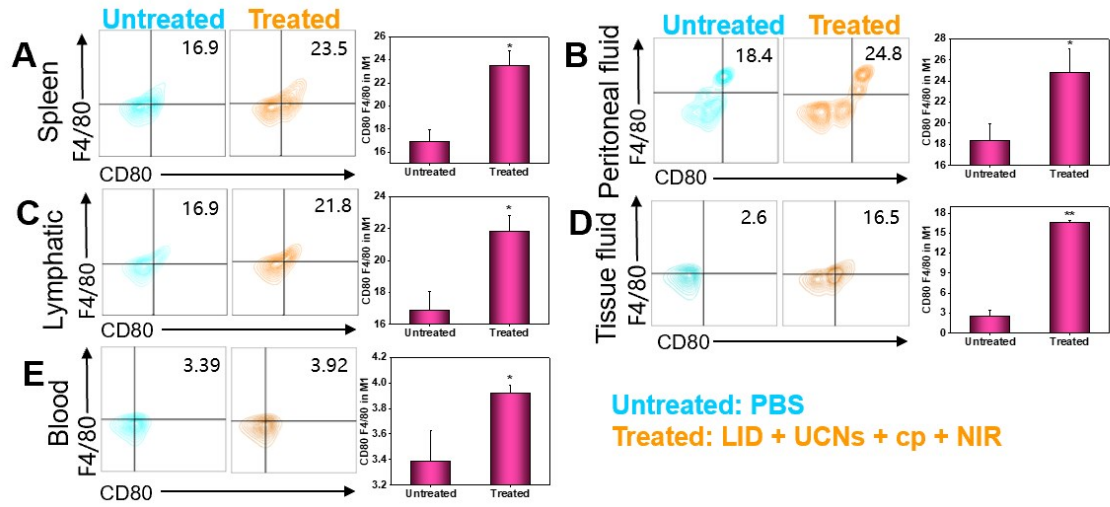 Untreated Treated
A
Spleen
F4/80
16.9
23.5
CD80
CD80 F4/80 in M1
26
24
22
20
18
16
*
Untreated Treated
Untreated Treated
B
Peritoneal fluid
F4/80
18.4
24.8
CD80
CD80 F4/80 in M1
28
26
24
22
20
18
16
*
Untreated Treated
C
Lymphatic
F4/80
16.9
21.8
CD80
CD80 F4/80 in M1
24
22
20
18
16
*
Untreated Treated
D
Tissue fluid
F4/80
2.6
16.5
CD80
CD80 F4/80 in M1
18
15
12
9
6
3
0
**
Untreated Treated
E
Blood
F4/80
3.39
3.92
CD80
CD80 F4/80 in M1
4.2
4.0
3.8
3.6
3.4
3.2
*
Untreated Treated
Untreated: PBS
Treated: LID + UCNs + cp + NIR